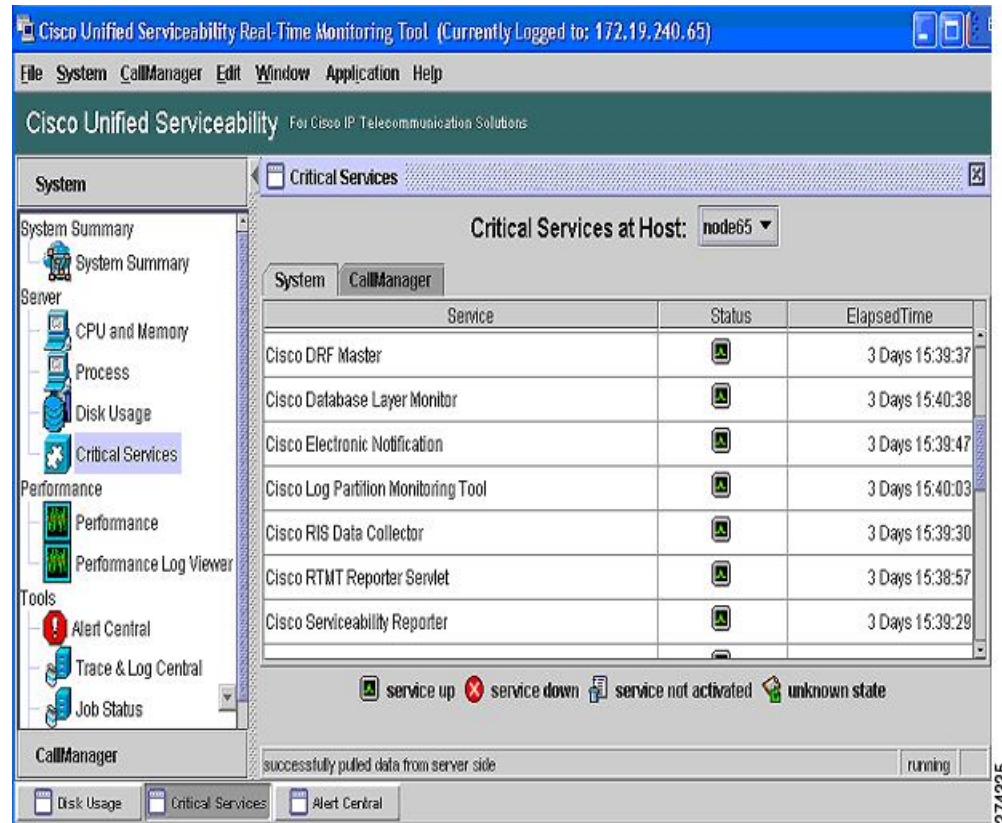 Cisco Unified Serviceability Real-Time Monitoring Tool (Currently Logged to: 172.19.240.65)
File System CallManager Edit Window Application Help
Cisco Unified Serviceability For Cisco IP Telecommunication Solutions
System
System Summary
System Summary
Server
CPU and Memory
Process
Disk Usage
Critical Services
Performance
Performance
Performance Log Viewer
Tools
Alert Central
Trace & Log Central
Job Status
CallManager
Critical Services
Critical Services at Host: node65
System CallManager
Service Status ElapsedTime
Cisco DRF Master 3 Days 15:39:37
Cisco Database Layer Monitor 3 Days 15:40:38
Cisco Electronic Notification 3 Days 15:39:47
Cisco Log Partition Monitoring Tool 3 Days 15:40:03
Cisco RIS Data Collector 3 Days 15:39:30
Cisco RTMT Reporter Servlet 3 Days 15:38:57
Cisco Serviceability Reporter 3 Days 15:39:29
service up service down service not activated unknown state
successfully pulled data from server side running
Disk Usage Critical Services Alert Central